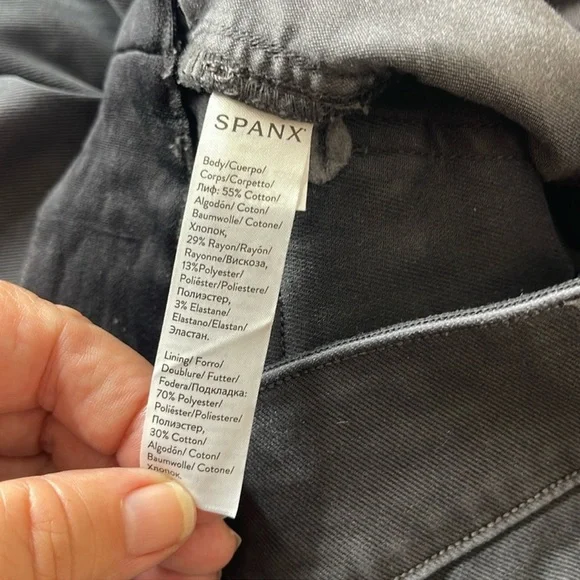 SPANX
Body/Cuerpo/
Corps/Corpetto/
Лиф: 55% Cotton/
Algodón/ Coton/
Baumwolle/ Cotone/
Хлопок,
29% Rayon/Rayón/
Rayonne/Вискоза,
13%Polyester/
Poliéster/Poliestere/
Полиэстер,
3% Elastane/
Elastano/Elastan/
Эластан.
Lining/ Forro/
Doublure/ Futter/
Fodera/Подкладка:
70% Polyester/
Poliéster/Poliestere/
Полиэстер,
30% Cotton/
Algodón/ Coton/
Baumwolle/ Cotone/
Хлопок.